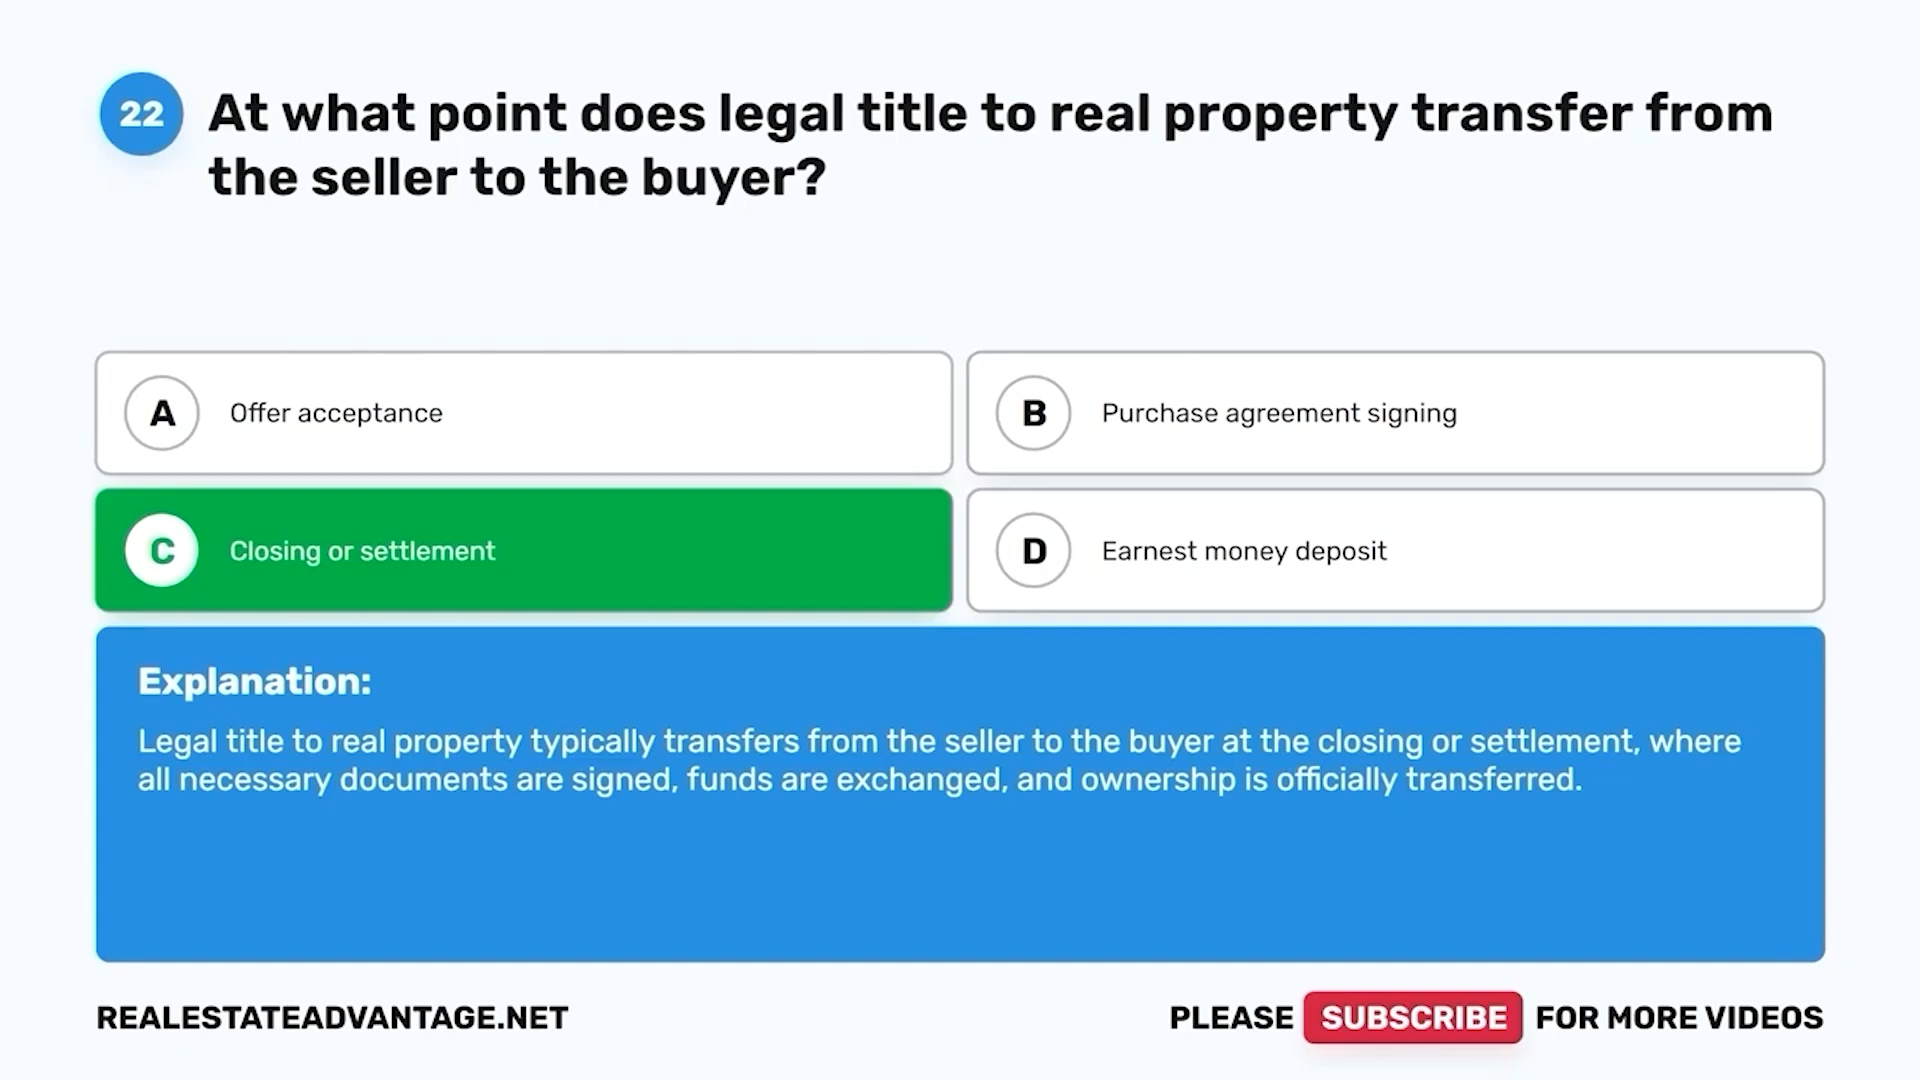 22
At what point does legal title to real property transfer from
the seller to the buyer?
A Offer acceptance
B Purchase agreement signing
C Closing or settlement
D Earnest money deposit
Explanation:
Legal title to real property typically transfers from the seller to the buyer at the closing or settlement, where
all necessary documents are signed, funds are exchanged, and ownership is officially transferred.
REALESTATEADVANTAGE.NET
PLEASE SUBSCRIBE FOR MORE VIDEOS